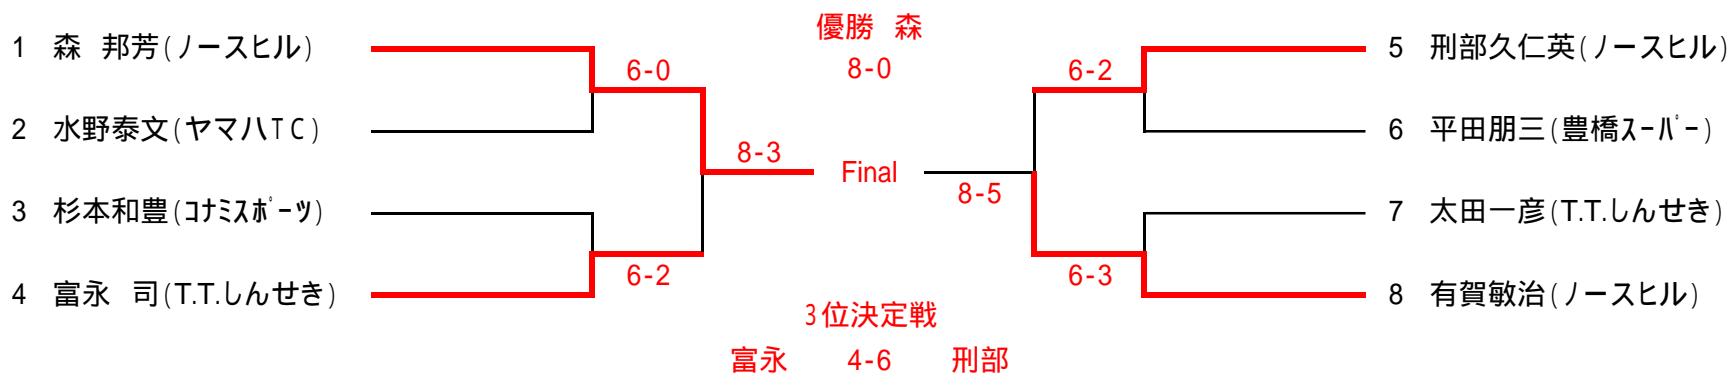 優勝 森
8-0
1 森 邦芳(ノースヒル)
6-0
2 水野泰文(ヤマハTC)
8-3
3 杉本和豊(コナミスポーツ)
6-2
4 富永 司(T.T.しんせき)
Final
5 刑部久仁英(ノースヒル)
6-2
6 平田朋三(豊橋スーパー)
8-5
7 太田一彦(T.T.しんせき)
6-3
8 有賀敏治(ノースヒル)
3位決定戦
富永 4-6 刑部